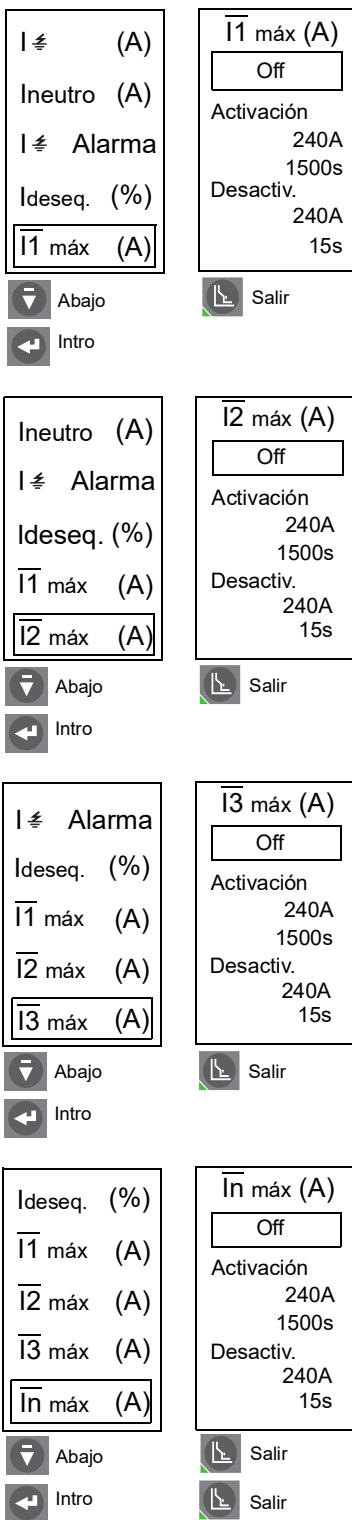 I (A)
Ineutro (A)
I Alarma
Ideseq. (%)
I1 máx (A)
Abajo
Intro
I1 máx (A)
Off
Activación
240A
1500s
Desactiv.
240A
15s
Salir
Ineutro (A)
I Alarma
Ideseq. (%)
I1 máx (A)
I2 máx (A)
Abajo
Intro
I2 máx (A)
Off
Activación
240A
1500s
Desactiv.
240A
15s
Salir
I Alarma
Ideseq. (%)
I1 máx (A)
I2 máx (A)
I3 máx (A)
Abajo
Intro
I3 máx (A)
Off
Activación
240A
1500s
Desactiv.
240A
15s
Salir
Ideseq. (%)
I1 máx (A)
I2 máx (A)
I3 máx (A)
In máx (A)
Abajo
Intro
In máx (A)
Off
Activación
240A
1500s
Desactiv.
240A
15s
Salir
Salir